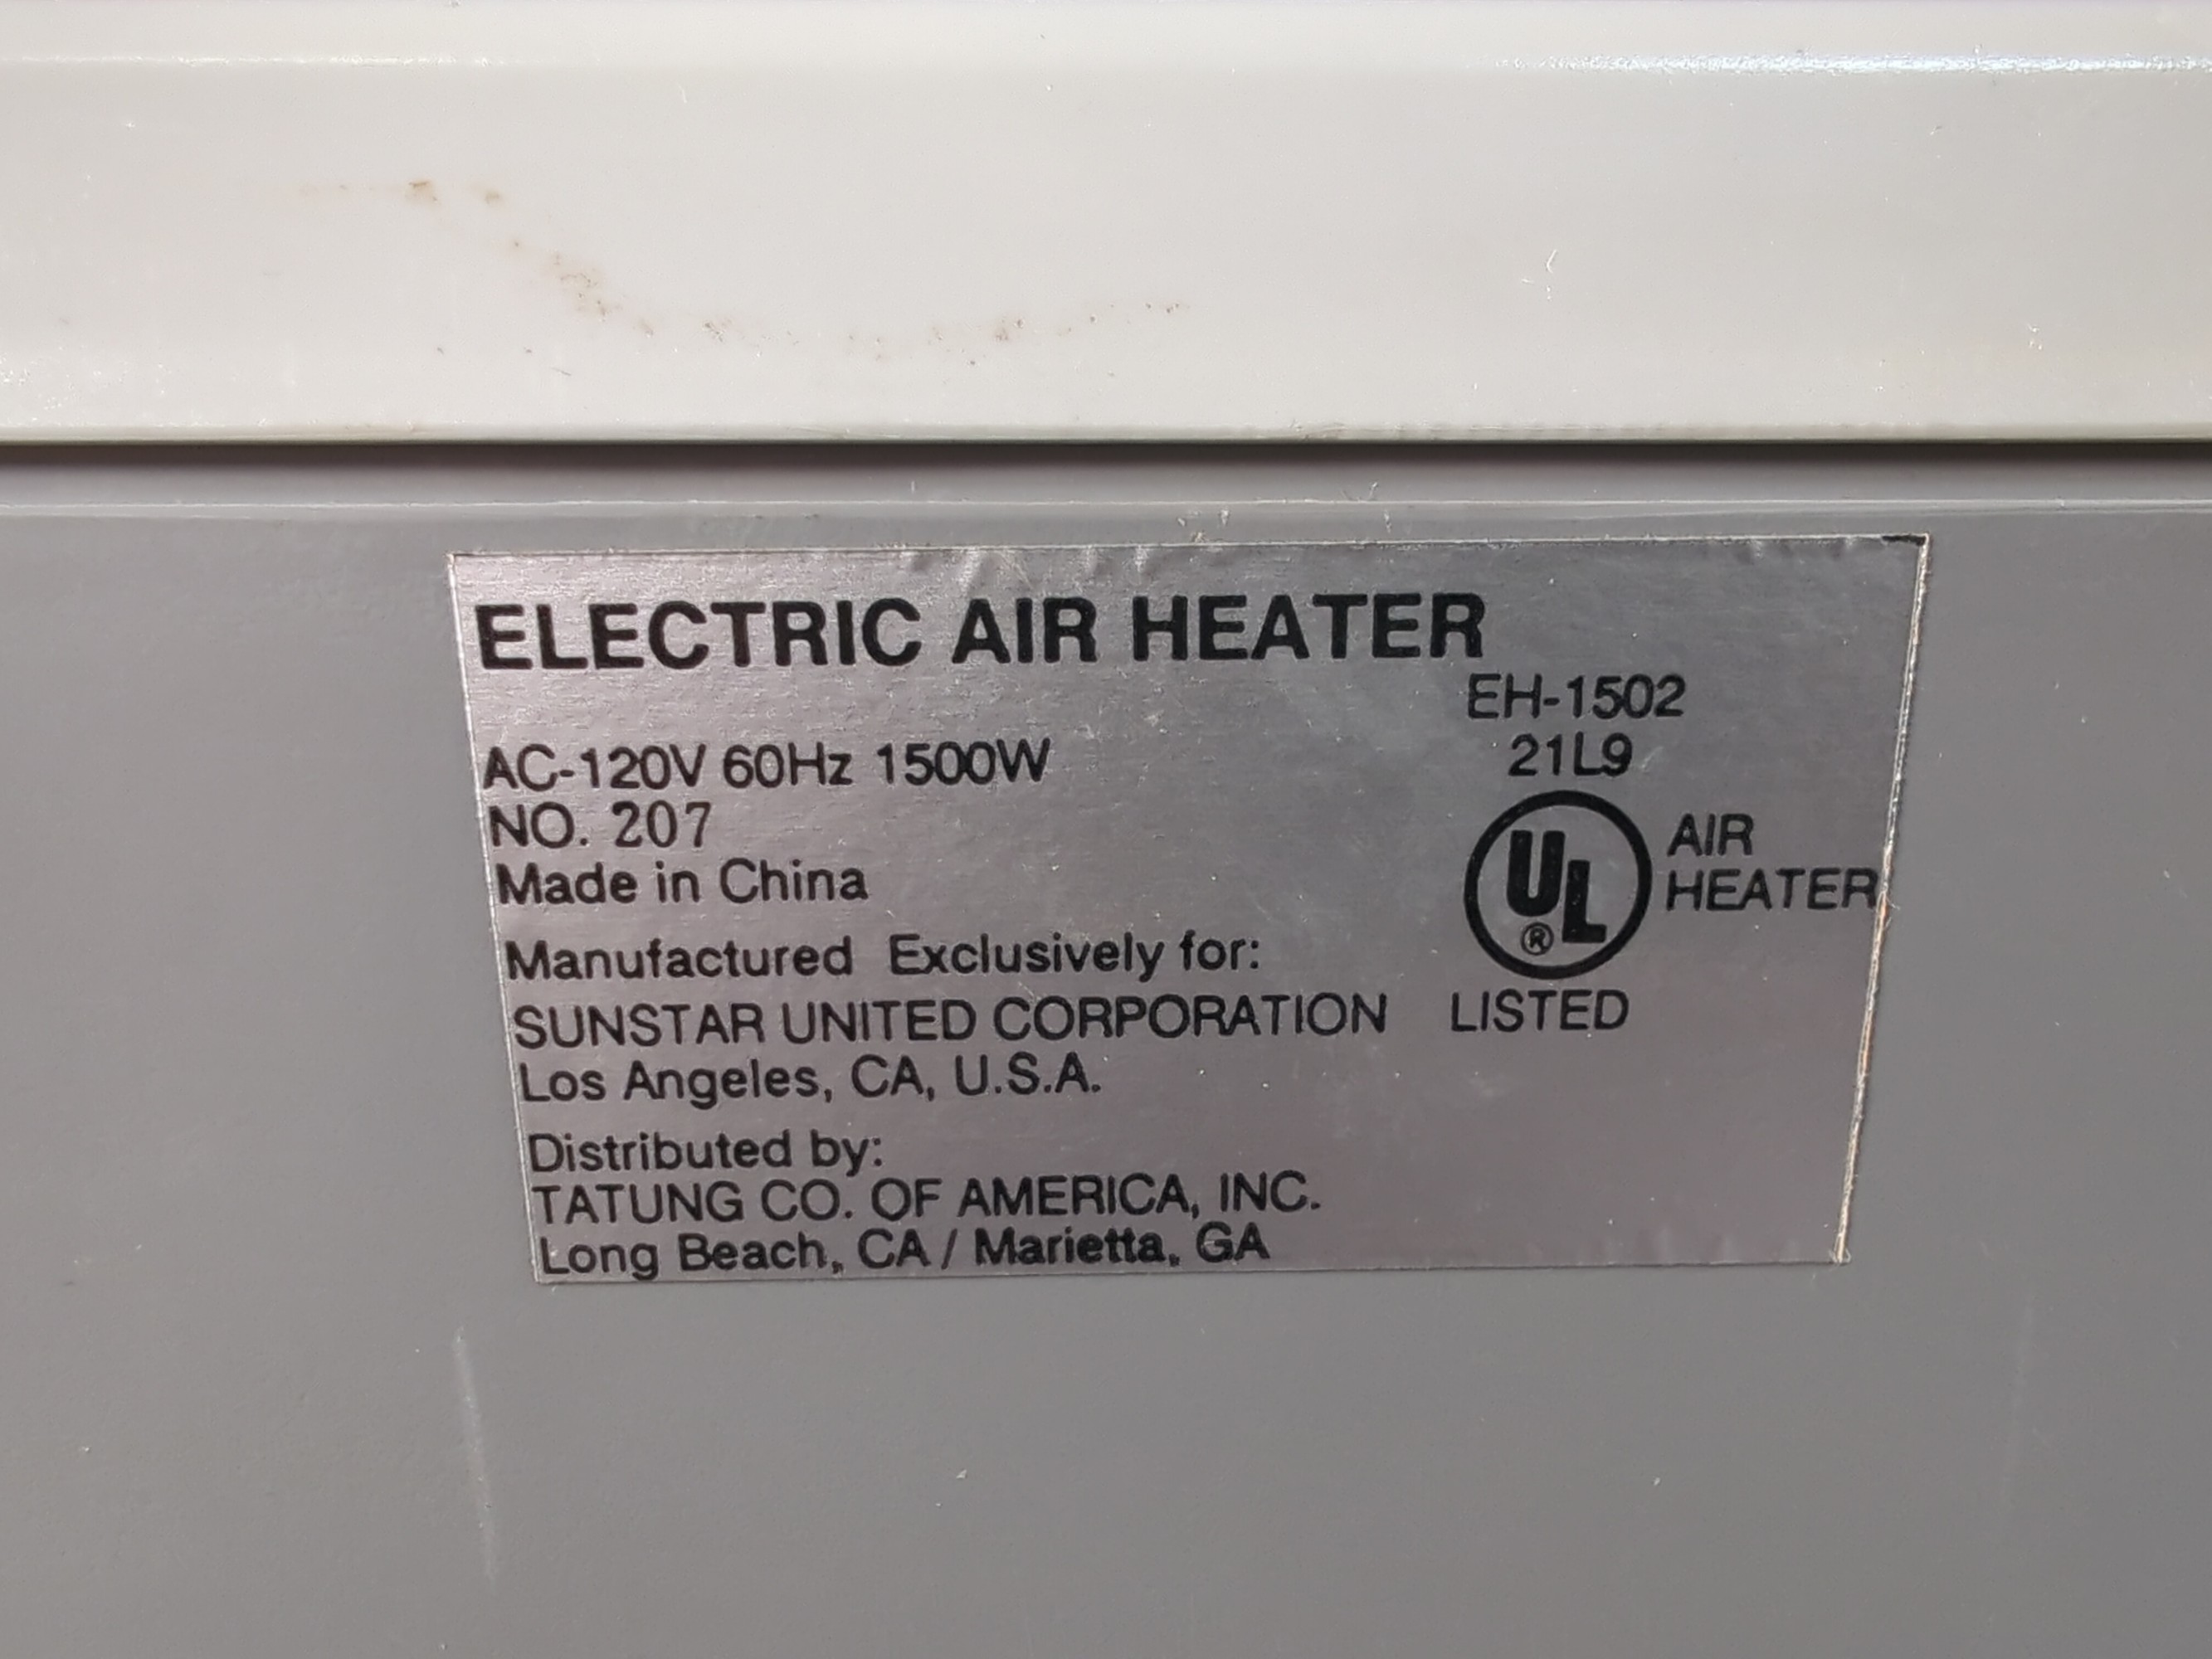 ELECTRIC AIR HEATER
EH-1502
21L9
AC-120V 60Hz 1500W
NO. 207
Made in China
UL®
AIR
HEATER
LISTED
Manufactured Exclusively for:
SUNSTAR UNITED CORPORATION
Los Angeles, CA, U.S.A.
Distributed by:
TATUNG CO. OF AMERICA, INC.
Long Beach, CA / Marietta, GA